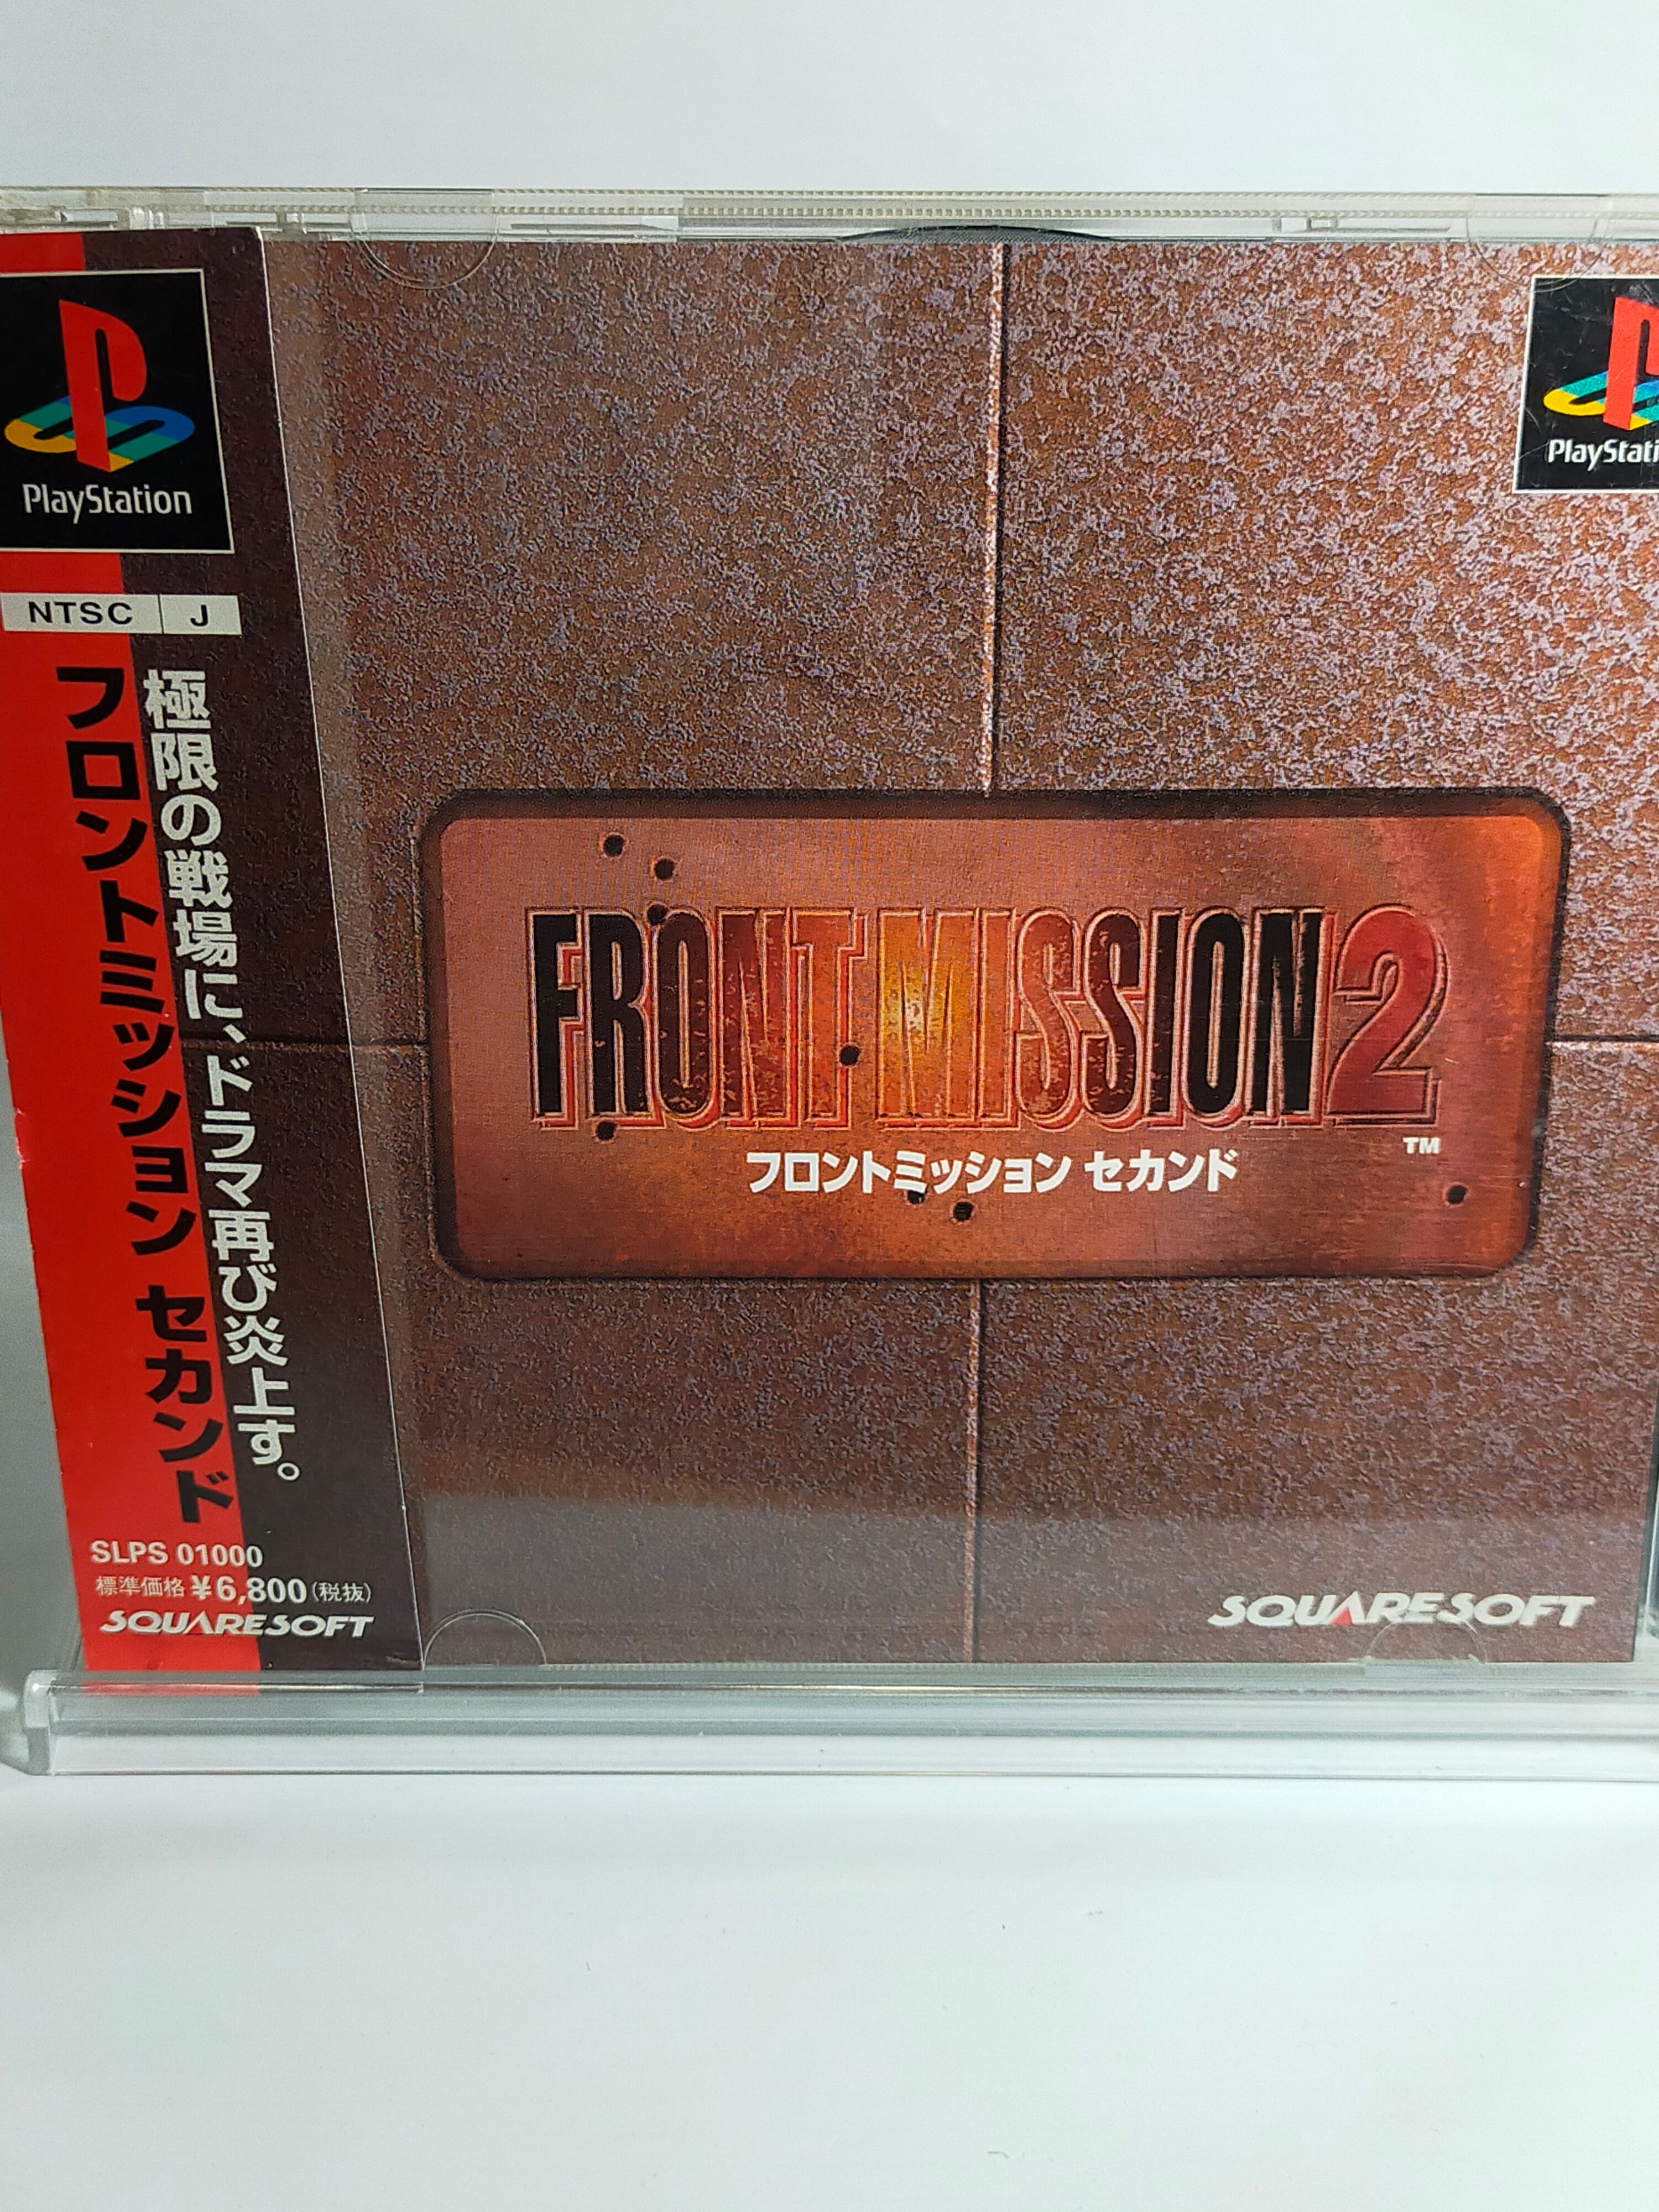 PlayStation
NTSC J
フロントミッション セカンド
極限の戦場に、ドラマ再び炎上す。
SLPS 01000
標準価格 ¥6,800(税抜)
SQUARESOFT
PlayStati
FRONT MISSION 2
TM
フロントミッション セカンド
SQUARESOFT